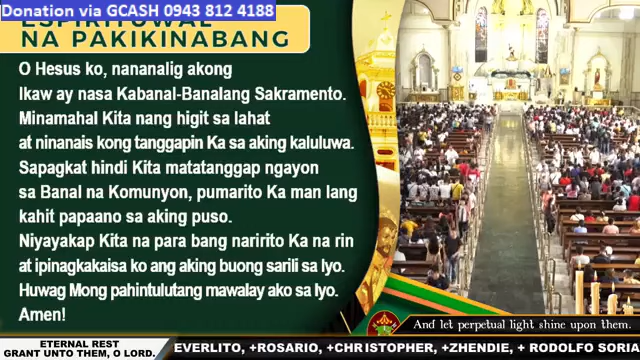 Donation via GCASH 0943 812 4188
ESPIRITUWAL
NA PAKIKINABANG
O Hesus ko, nananalig akong
Ikaw ay nasa Kabanal-Banalang Sakramento.
Minamahal Kita nang higit sa lahat
at ninanais kong tanggapin Ka sa aking kaluluwa.
Sapagkat hindi Kita matatanggap ngayon
sa Banal na Komunyon, pumarito Ka man lang
kahit papaano sa aking puso.
Niyayakap Kita na para bang naririto Ka na rin
at ipinagkakaisa ko ang aking buong sarili sa Iyo.
Huwag Mong pahintulutang mawalay ako sa Iyo.
Amen!
And let perpetual light shine upon them.
ETERNAL REST
GRANT UNTO THEM, O LORD.
EVERLITO, +ROSARIO, +CHRISTOPHER, +ZHENDIE, + RODOLFO SORIA